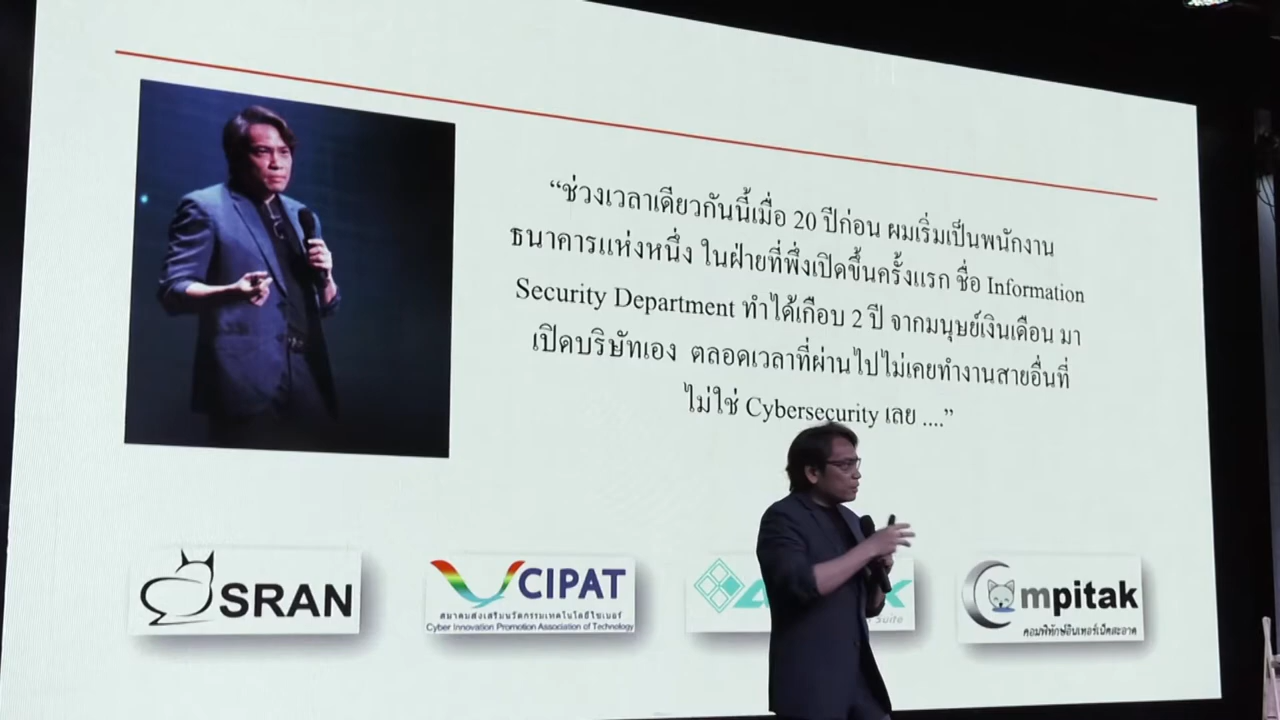 “ช่วงเวลาเดียวกันนี้เมื่อ 20 ปีก่อน ผมเริ่มเป็นพนักงาน
ธนาคารแห่งหนึ่ง ในฝ่ายที่พึ่งเปิดขึ้นครั้งแรก ชื่อ Information
Security Department ทำได้เกือบ 2 ปี จากมนุษย์เงินเดือน มา
เปิดบริษัทเอง ตลอดเวลาที่ผ่านไปไม่เคยทำงานสายอื่นที่
ไม่ใช่ Cybersecurity เลย ....”
SRAN
CIPAT
สมาคมส่งเสริมนวัตกรรมเทคโนโลยีไซเบอร์
Cyber Innovation Promotion Association of Technology
Suite
mpitak
คอมพิทักษ์อินเทอร์เน็ตสะอาด